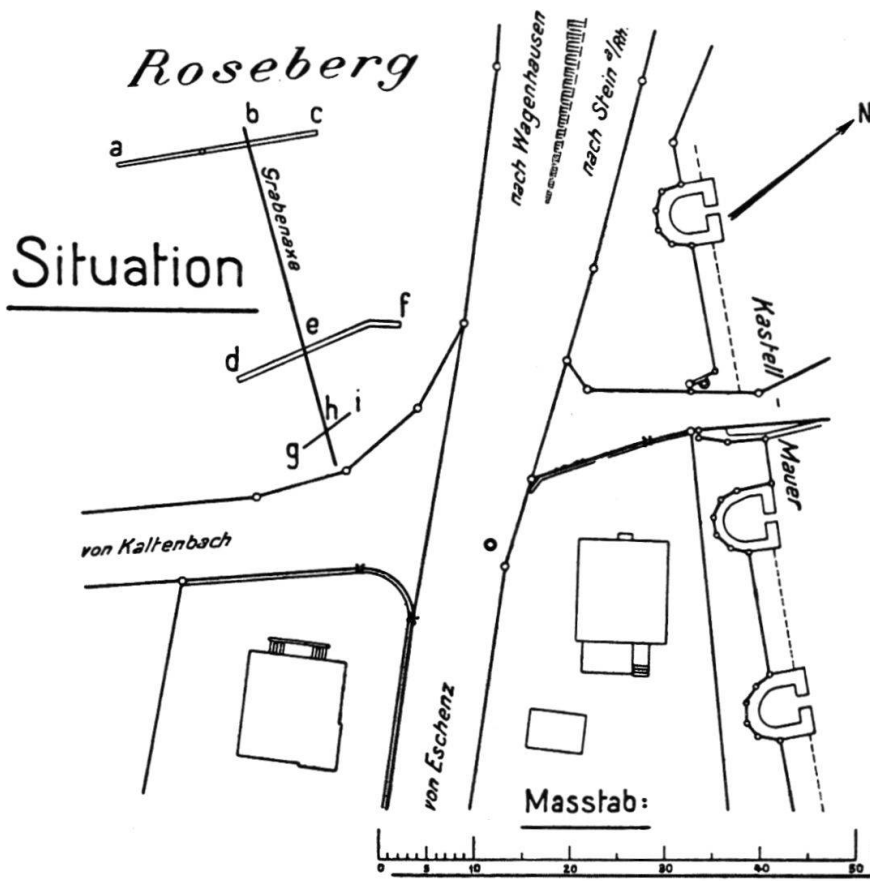 Roseberg
a
b
c
Grabenaxe
nach Wagenhausen
nach Stein a/Rh.
N
Situation
d
e
f
g
h
i
Kastell
-
Mauer
von Kaltenbach
von Eschenz
Masstab:
0 5 10 20 30 40 50